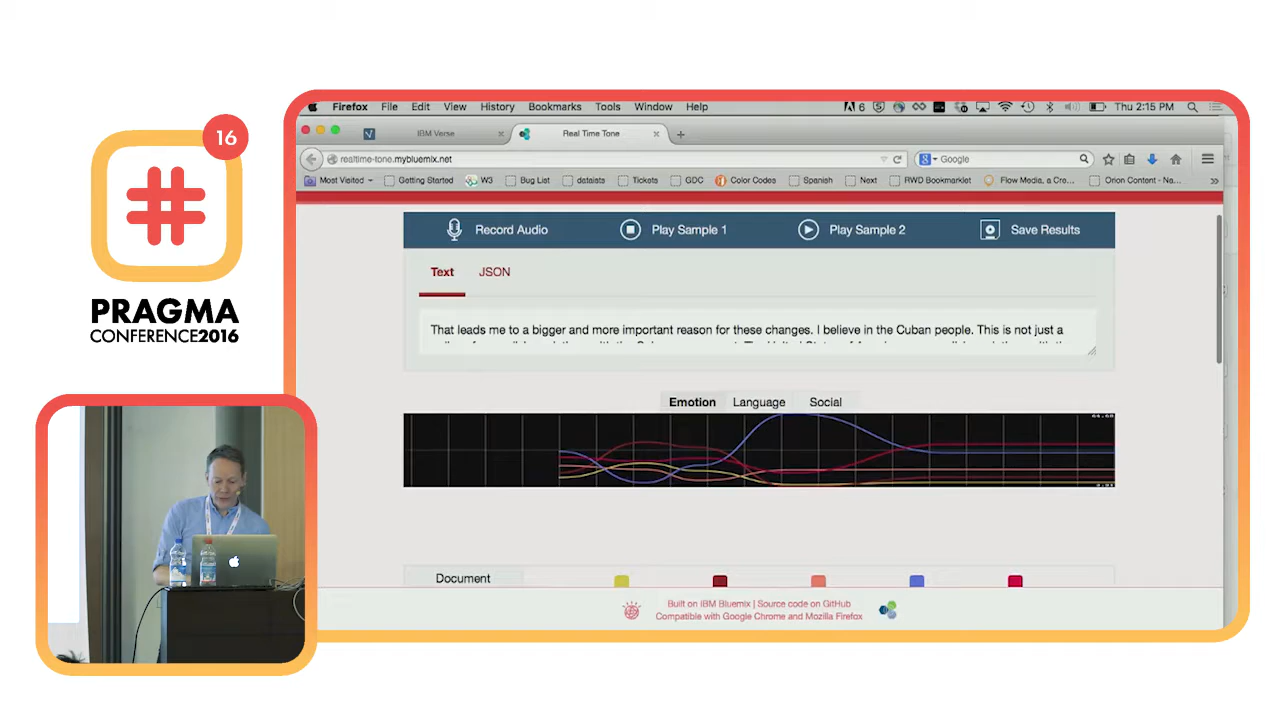 16
#
PRAGMA
CONFERENCE2016
Firefox File Edit View History Bookmarks Tools Window Help
6
Thu 2:15 PM
IBM Verse
Real Time Tone
realtime-tone.mybluemix.net
Google
Most Visited
Getting Started
W3
Bug List
dataists
Tickets
GDC
Color Codes
Spanish
Next
RWD Bookmarklet
Flow Media, a Cre...
Orion Content - Na...
Record Audio
Play Sample 1
Play Sample 2
Save Results
Text
JSON
That leads me to a bigger and more important reason for these changes. I believe in the Cuban people. This is not just a
Emotion
Language
Social
Document
Built on IBM Bluemix | Source code on GitHub
Compatible with Google Chrome and Mozilla Firefox